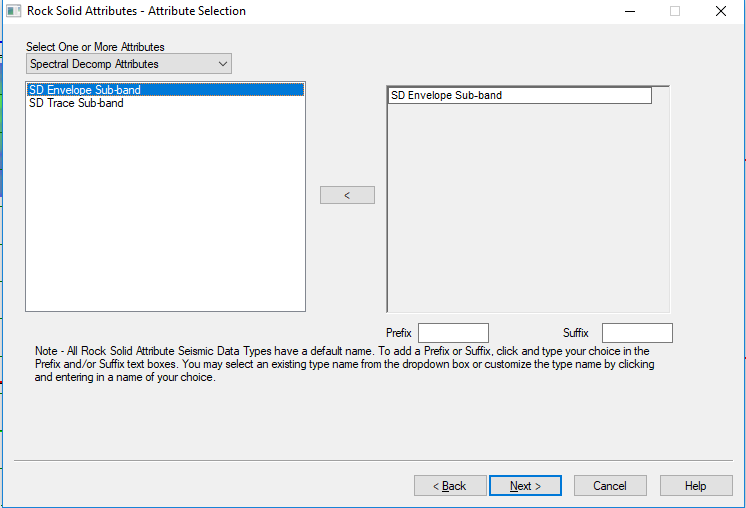 Rock Solid Attributes - Attribute Selection
Select One or More Attributes
Spectral Decomp Attributes
SD Envelope Sub-band
SD Trace Sub-band
<
SD Envelope Sub-band
Prefix
Suffix
Note - All Rock Solid Attribute Seismic Data Types have a default name. To add a Prefix or Suffix, click and type your choice in the
Prefix and/or Suffix text boxes. You may select an existing type name from the dropdown box or customize the type name by clicking
and entering in a name of your choice.
< Back
Next >
Cancel
Help